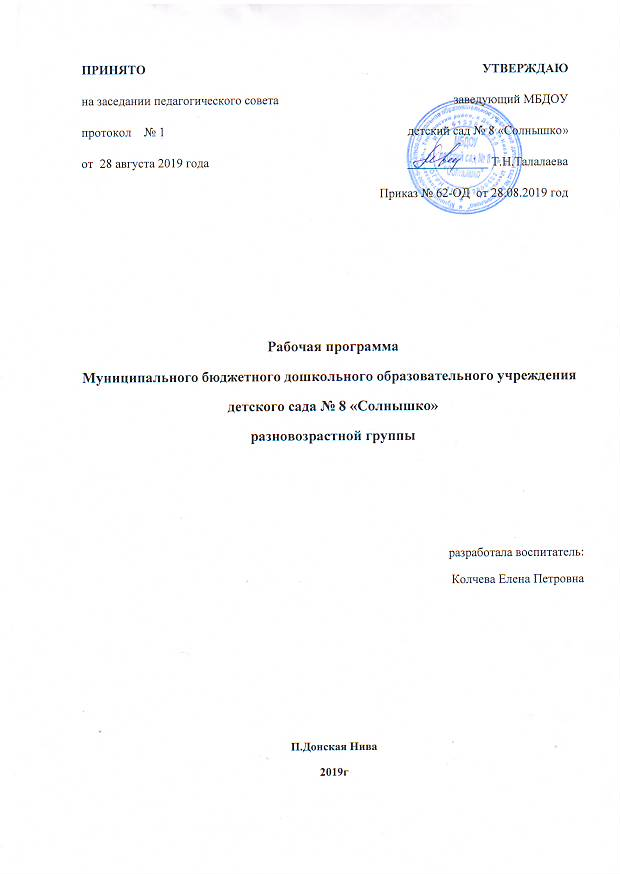 ПРИНЯТО
УТВЕРЖДАЮ
на заседании педагогического совета
заведующий МБДОУ
протокол № 1
детский сад № 8 «Солнышко»
от 28 августа 2019 года
Т.Н.Талалаева
Приказ № 62-ОД от 28.08.2019 год
Рабочая программа
Муниципального бюджетного дошкольного образовательного учреждения
детского сада № 8 «Солнышко»
разновозрастной группы
разработала воспитатель:
Колчева Елена Петровна
П.Донская Нива
2019г